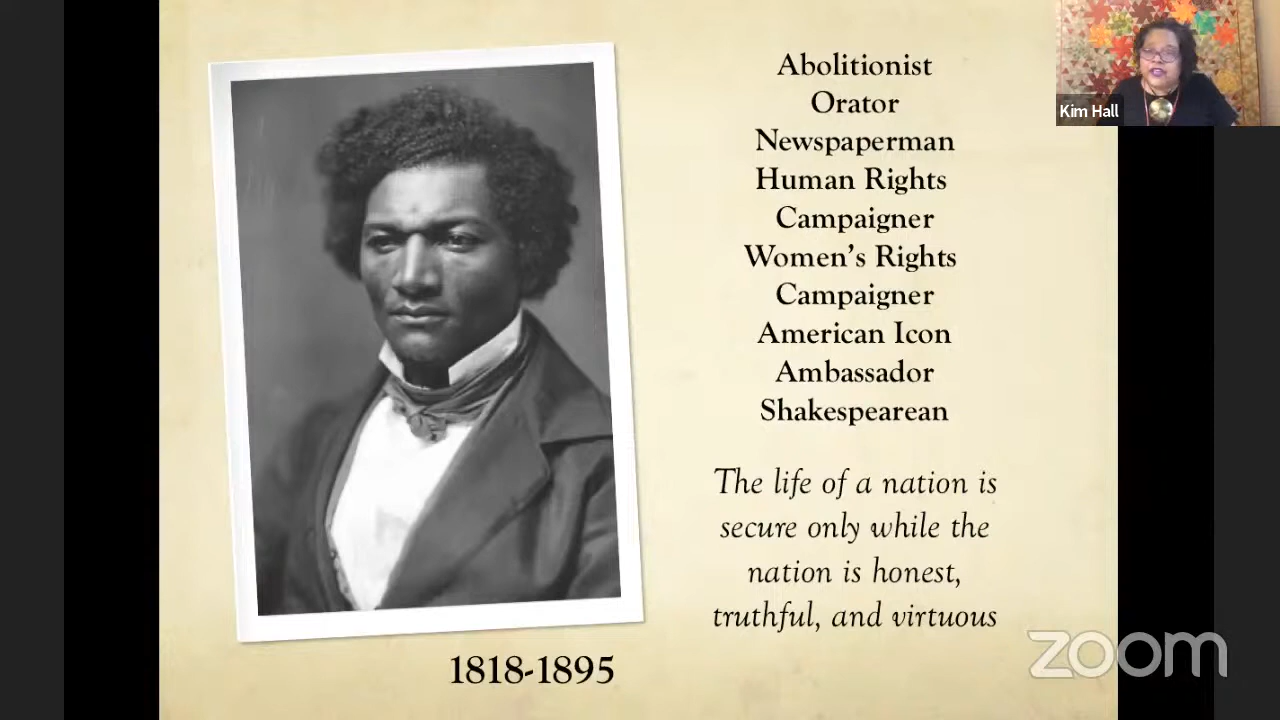 Abolitionist
Orator
Newspaperman
Human Rights
Campaigner
Women's Rights
Campaigner
American Icon
Ambassador
Shakespearean
The life of a nation is
secure only while the
nation is honest,
truthful, and virtuous
1818-1895
Kim Hall
zoom